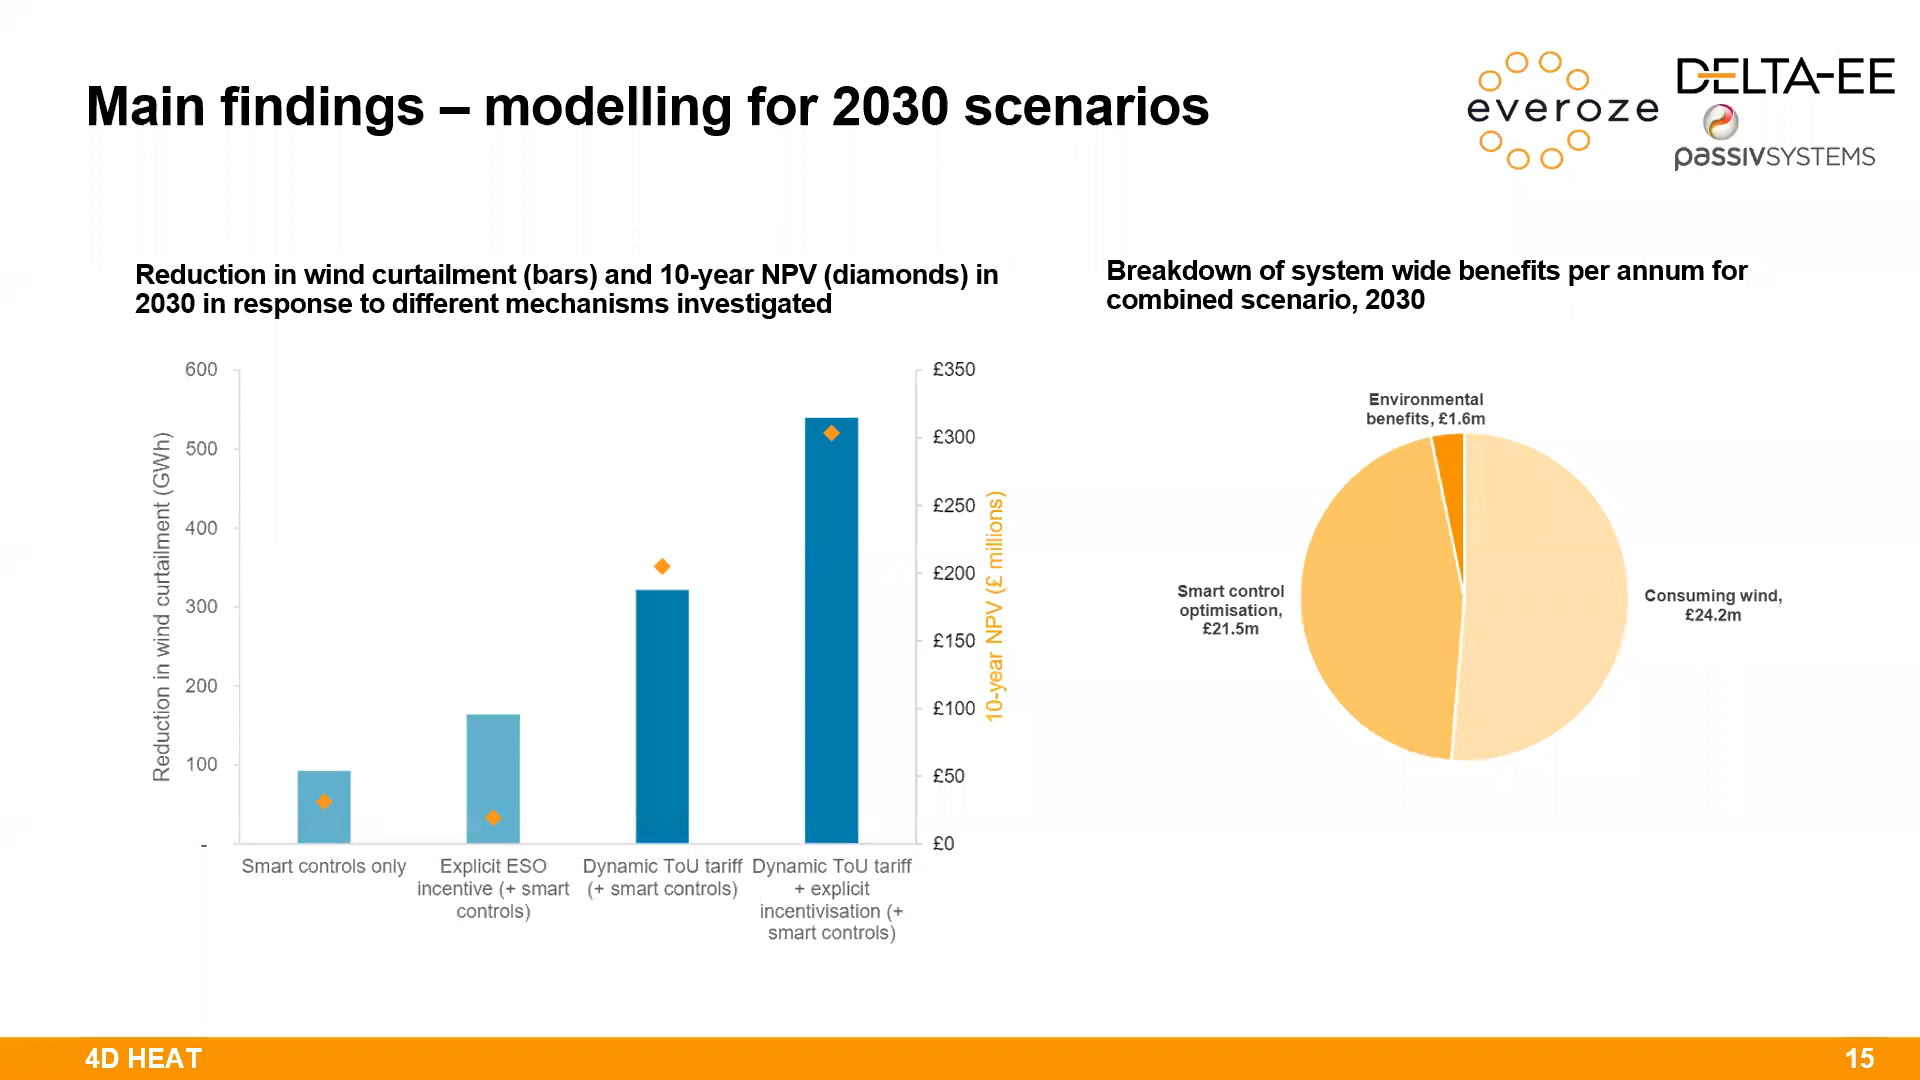 Main findings – modelling for 2030 scenarios
everoze
DELTA-EE
passivSYSTEMS
Reduction in wind curtailment (bars) and 10-year NPV (diamonds) in
2030 in response to different mechanisms investigated
Reduction in wind curtailment (GWh)
600
500
400
300
200
100
-
£350
£300
£250
£200
£150
£100
£50
£0
10-year NPV (£ millions)
Smart controls only
Explicit ESO
incentive (+ smart
controls)
Dynamic ToU tariff
(+ smart controls)
Dynamic ToU tariff
+ explicit
incentivisation (+
smart controls)
Breakdown of system wide benefits per annum for
combined scenario, 2030
Environmental
benefits, £1.6m
Smart control
optimisation,
£21.5m
Consuming wind,
£24.2m
4D HEAT
15